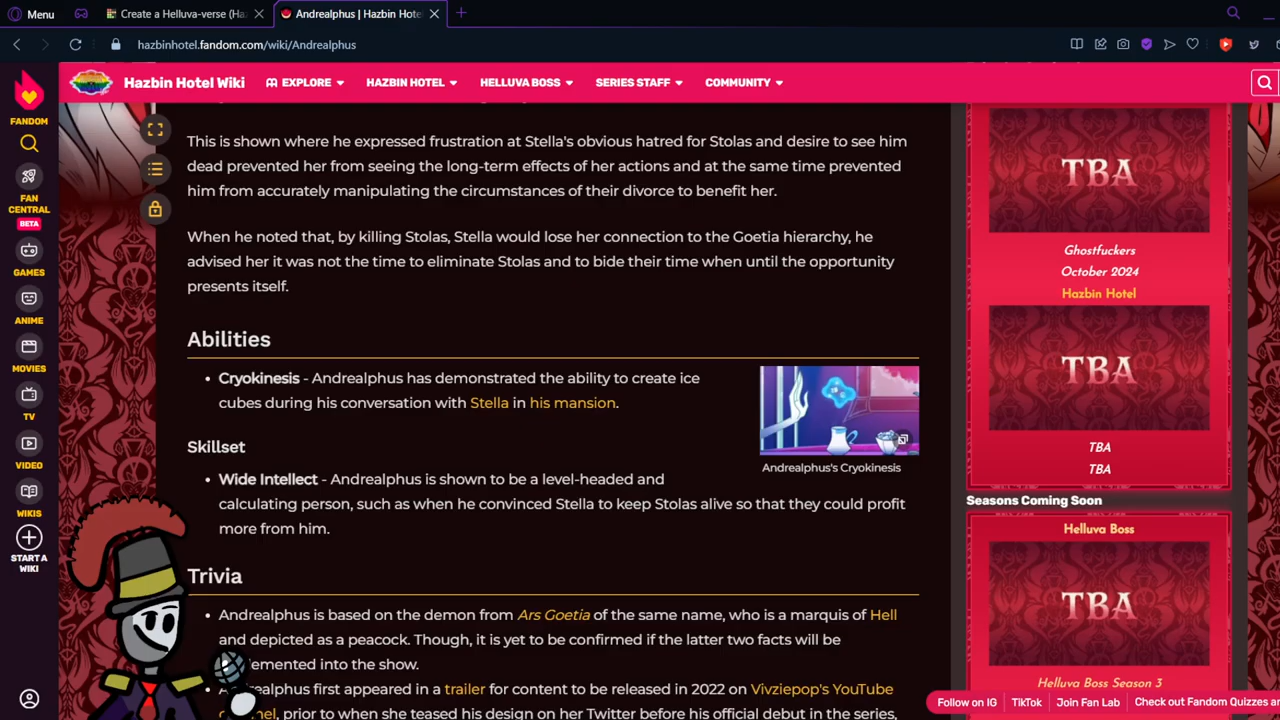 Menu
Create a Helluva-verse (Ha
Andrealphus | Hazbin Hote
hazbinhotel.fandom.com/wiki/Andrealphus
Hazbin Hotel Wiki
EXPLORE
HAZBIN HOTEL
HELLUVA BOSS
SERIES STAFF
COMMUNITY
FANDOM
FAN CENTRAL
BETA
GAMES
ANIME
MOVIES
TV
VIDEO
WIKIS
START A WIKI
This is shown where he expressed frustration at Stella's obvious hatred for Stolas and desire to see him
dead prevented her from seeing the long-term effects of her actions and at the same time prevented
him from accurately manipulating the circumstances of their divorce to benefit her.
When he noted that, by killing Stolas, Stella would lose her connection to the Goetia hierarchy, he
advised her it was not the time to eliminate Stolas and to bide their time when until the opportunity
presents itself.
Abilities
• Cryokinesis - Andrealphus has demonstrated the ability to create ice
cubes during his conversation with Stella in his mansion.
Andrealphus's Cryokinesis
Skillset
• Wide Intellect - Andrealphus is shown to be a level-headed and
calculating person, such as when he convinced Stella to keep Stolas alive so that they could profit
more from him.
Trivia
• Andrealphus is based on the demon from Ars Goetia of the same name, who is a marquis of Hell
and depicted as a peacock. Though, it is yet to be confirmed if the latter two facts will be
lemented into the show.
ealphus first appeared in a trailer for content to be released in 2022 on Vivziepop's YouTube
nel, prior to when she teased his design on her Twitter before his official debut in the series,
TBA
Ghostfuckers
October 2024
Hazbin Hotel
TBA
TBA
TBA
Seasons Coming Soon
Helluva Boss
TBA
Helluva Boss Season 3
Follow on IG
TikTok
Join Fan Lab
Check out Fandom Quizzes an